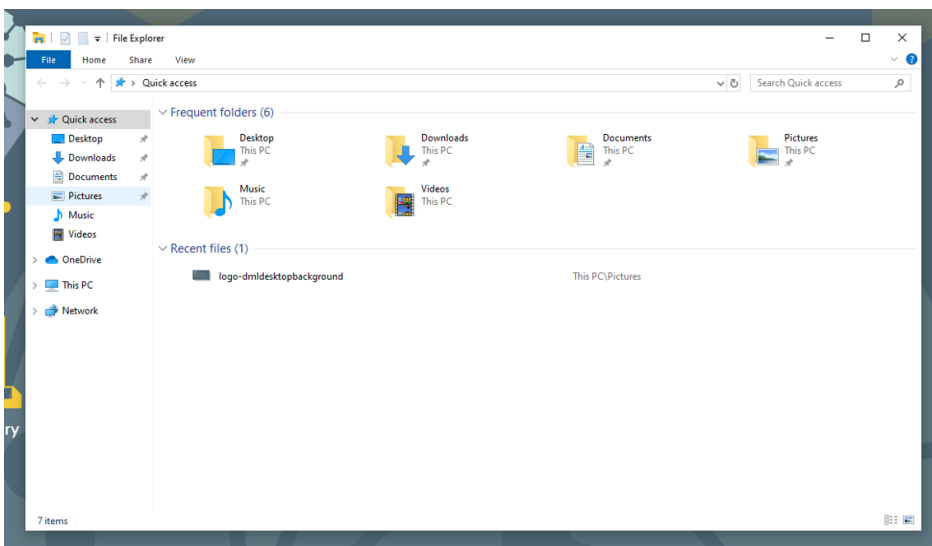 File Explorer
File Home Share View
Quick access
Search Quick access
Quick access
Desktop
Downloads
Documents
Pictures
Music
Videos
OneDrive
This PC
Network
Frequent folders (6)
Desktop
This PC
Downloads
This PC
Documents
This PC
Pictures
This PC
Music
This PC
Videos
This PC
Recent files (1)
logo-dmldesktopbackground This PC\Pictures
7 items
ry